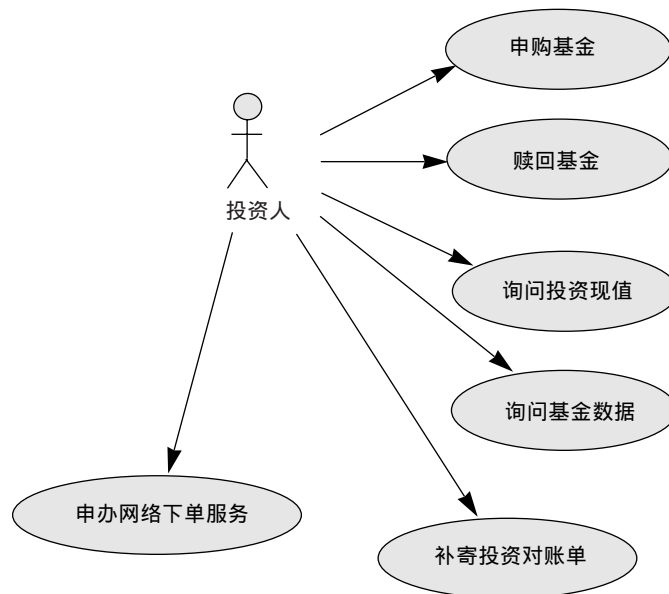 申购基金
赎回基金
投资人
询问投资现值
询问基金数据
申办网络下单服务
补寄投资对账单